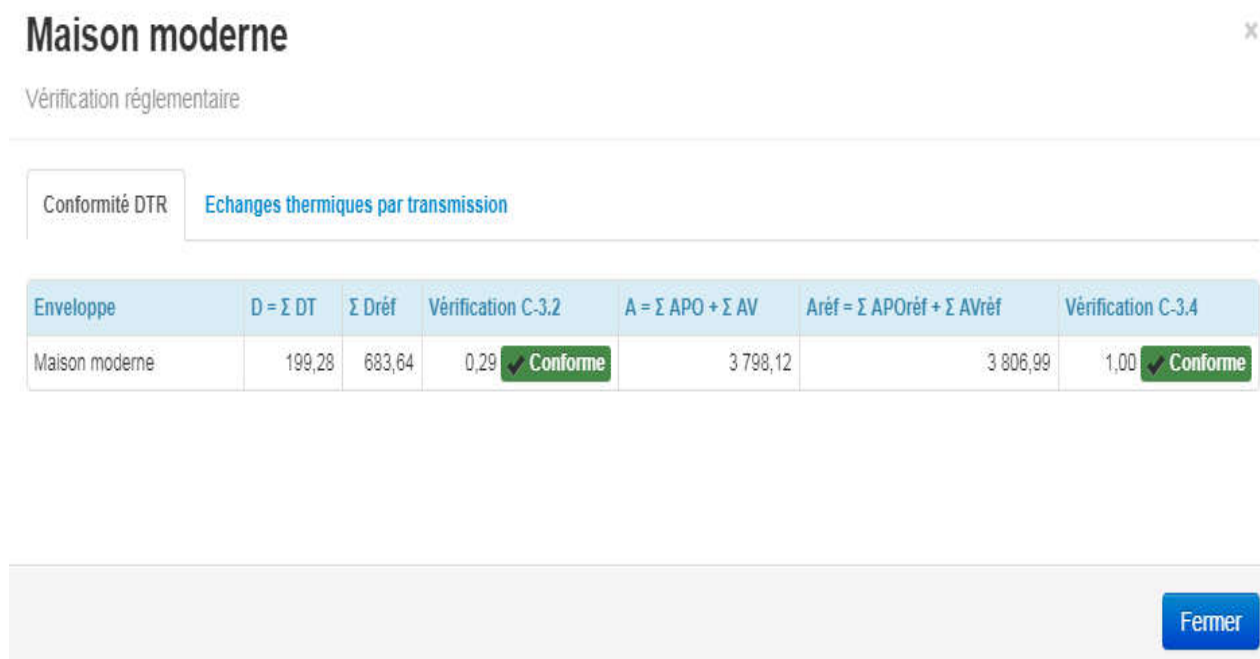 Maison moderne
×
Vérification réglementaire
Conformité DTR Echanges thermiques par transmission
Enveloppe D = Σ DT Σ Dréf Vérification C-3.2 A = Σ APO + Σ AV Aréf = Σ APOréf + Σ AVréf Vérification C-3.4
Maison moderne 199,28 683,64 0,29 ✔ Conforme 3 798,12 3 806,99 1,00 ✔ Conforme
Fermer